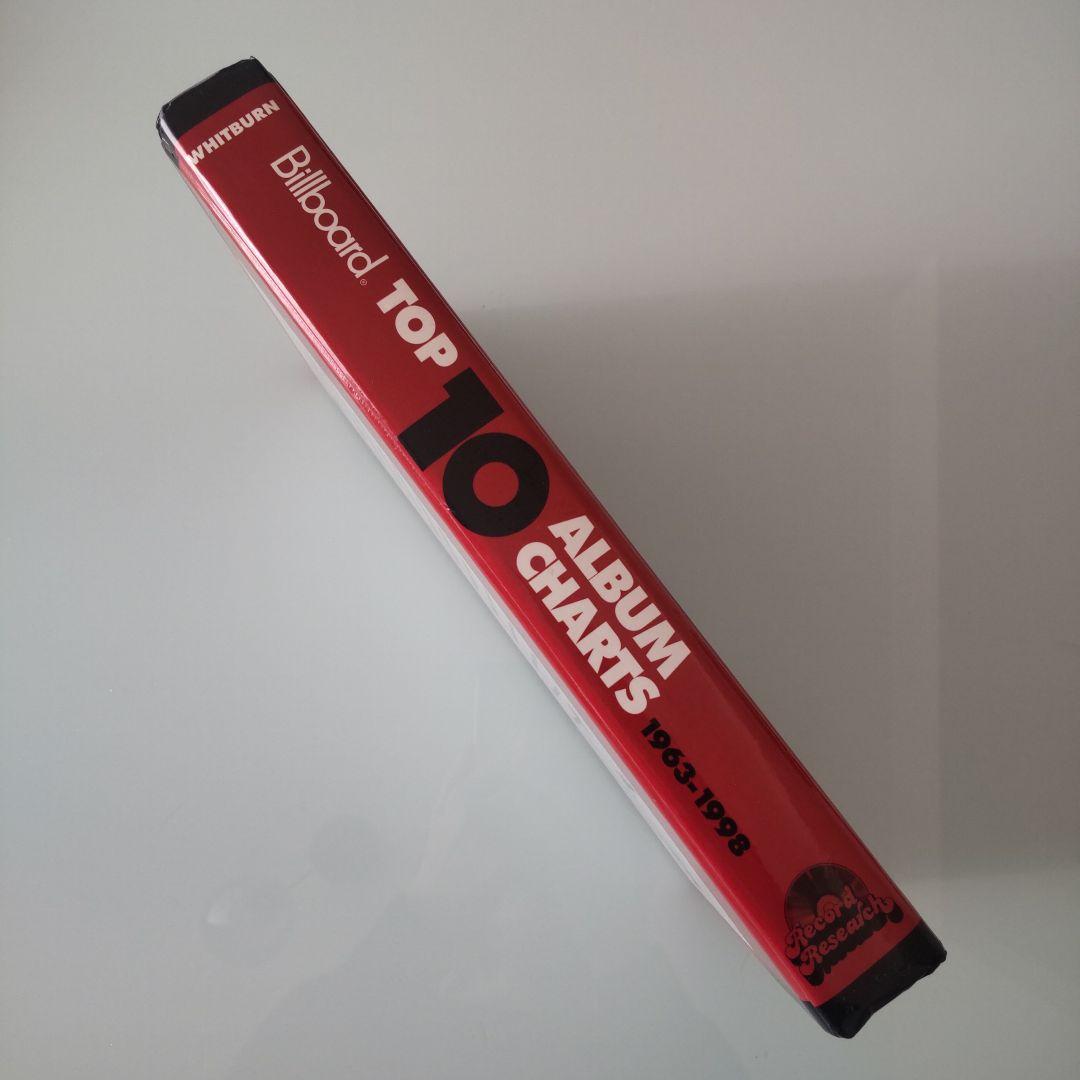 WHITBURN
Billboard®
TOP
10
ALBUM
CHARTS
1963-1998
Record
Research